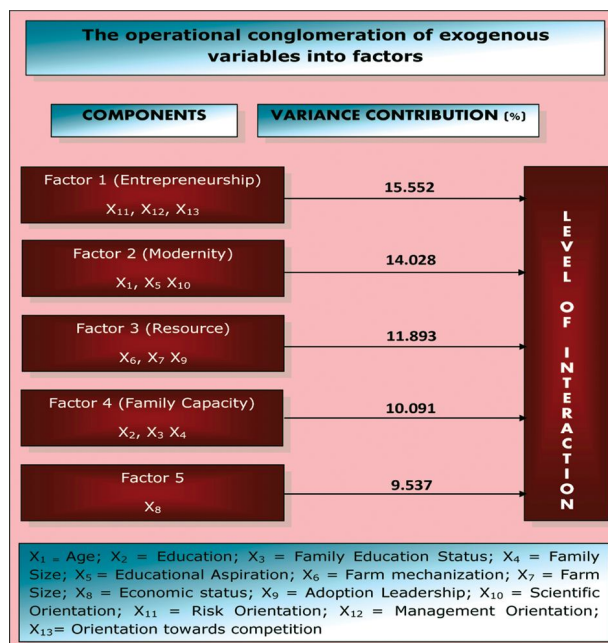 The operational conglomeration of exogenous
variables into factors
COMPONENTS
VARIANCE CONTRIBUTION (%)
Factor 1 (Entrepreneurship)
X₁₁, X₁₂, X₁₃
15.552
Factor 2 (Modernity)
X₁, X₅ X₁₀
14.028
Factor 3 (Resource)
X₆, X₇ X₉
11.893
Factor 4 (Family Capacity)
X₂, X₃ X₄
10.091
Factor 5
X₈
9.537
LEVEL OF INTERACTION
X₁ = Age; X₂ = Education; X₃ = Family Education Status; X₄ = Family
Size; X₅ = Educational Aspiration; X₆ = Farm mechanization; X₇ = Farm
Size; X₈ = Economic status; X₉ = Adoption Leadership; X₁₀ = Scientific
Orientation; X₁₁ = Risk Orientation; X₁₂ = Management Orientation;
X₁₃= Orientation towards competition